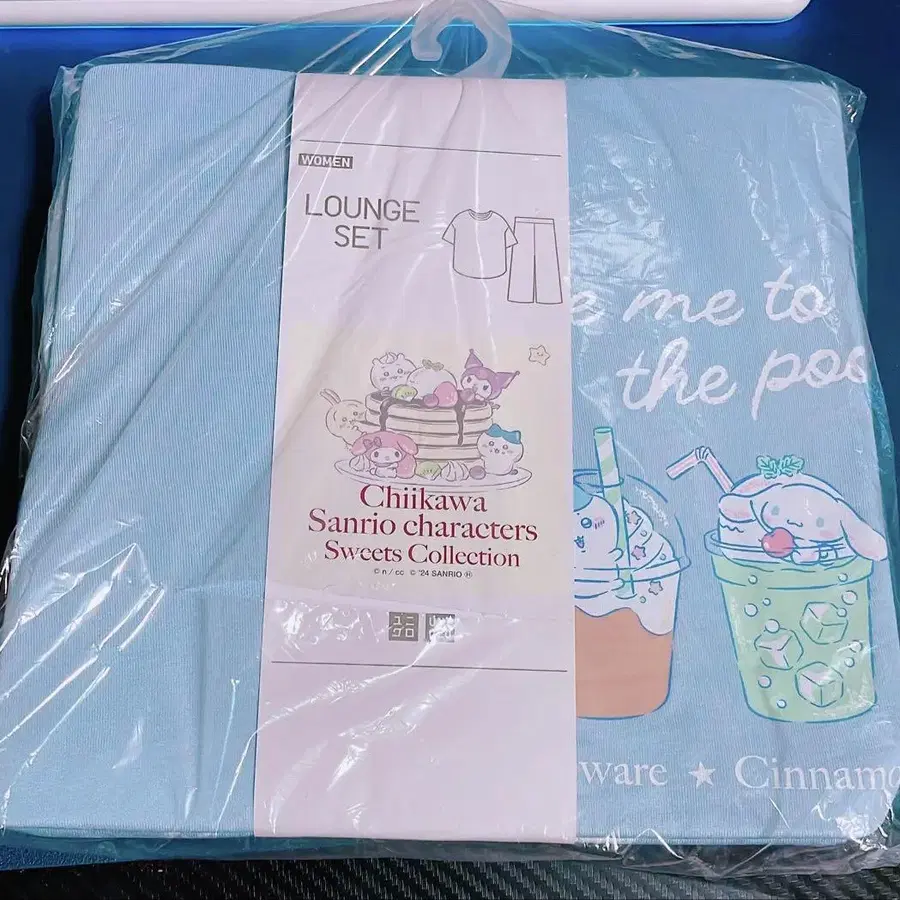 WOMEN
LOUNGE
SET
e me to
the poo
Chiikawa
Sanrio characters
Sweets Collection
© n / cc © '24 SANRIO Ⓗ
ユニ
クロ
ware ★ Cinnamo